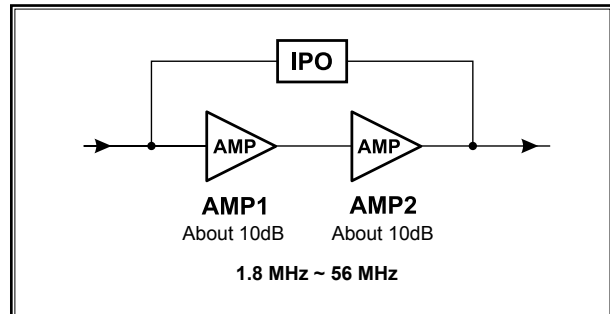 IPO
AMP AMP
AMP1 AMP2
About 10dB About 10dB
1.8 MHz ~ 56 MHz